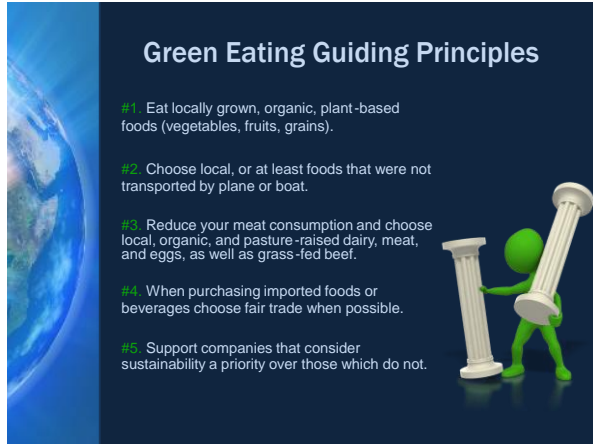 Green Eating Guiding Principles
#1. Eat locally grown, organic, plant-based
foods (vegetables, fruits, grains).
#2. Choose local, or at least foods that were not
transported by plane or boat.
#3. Reduce your meat consumption and choose
local, organic, and pasture-raised dairy, meat,
and eggs, as well as grass-fed beef.
#4. When purchasing imported foods or
beverages choose fair trade when possible.
#5. Support companies that consider
sustainability a priority over those which do not.